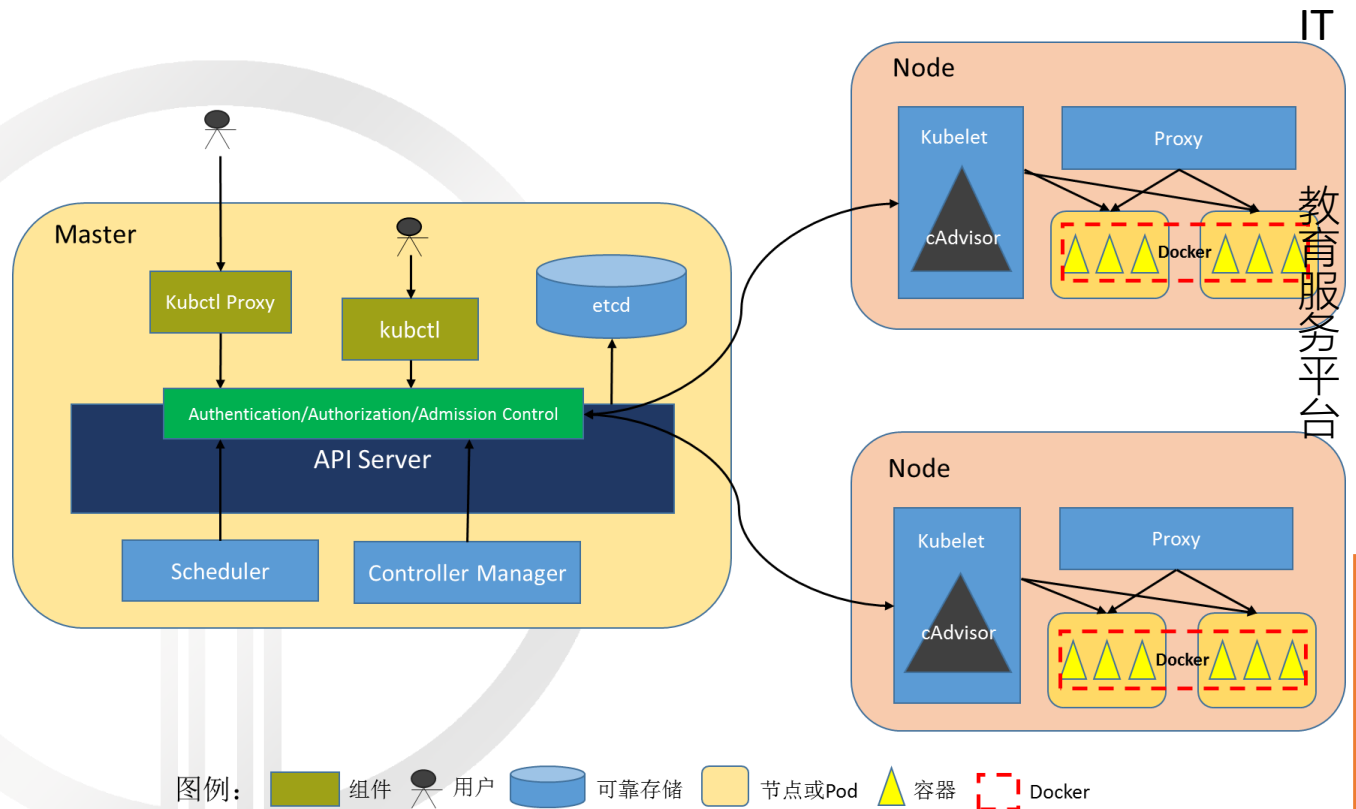 IT
教育服务平台
Master
Kubctl Proxy
kubctl
etcd
Authentication/Authorization/Admission Control
API Server
Scheduler
Controller Manager
Node
Kubelet
cAdvisor
Proxy
Docker
Node
Kubelet
cAdvisor
Proxy
Docker
图例：
组件
用户
可靠存储
节点或Pod
容器
Docker